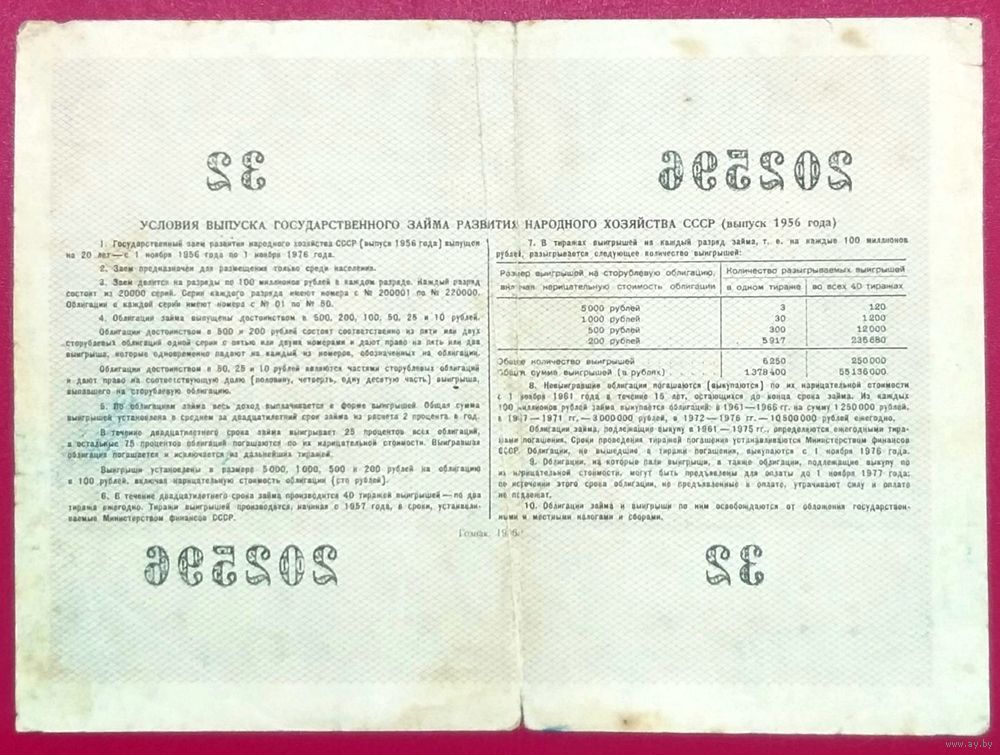 32 202596
УСЛОВИЯ ВЫПУСКА ГОСУДАРСТВЕННОГО ЗАЙМА РАЗВИТИЯ НАРОДНОГО ХОЗЯЙСТВА СССР (выпуск 1956 года)
1. Государственный заем развития народного хозяйства СССР (выпуск 1956 года) выпущен
на 20 лет — с 1 ноября 1956 года по 1 ноября 1976 года.
2. Заем предназначен для размещения только среди населения.
3. Заем делится на разряды по 100 миллионов рублей в каждом разряде. Каждый разряд
состоит из 20000 серий. Серии каждого разряда имеют номера с № 200001 по № 220000.
Облигации в каждой серии имеют номера с № 01 по № 50.
4. Облигации займа выпущены достоинством в 500, 200, 100, 50, 25 и 10 рублей.
Облигации достоинством в 500 и 200 рублей состоят соответственно из пяти или двух
сторублевых облигаций одной серии с пятью или двумя номерами и дают право на пять или два
выигрыша, которые одновременно падают на каждый из номеров, обозначенных на облигации.
Облигации достоинством в 50, 25 и 10 рублей являются частями сторублевых облигаций
и дают право на соответствующую долю (половину, четверть, одну десятую часть) выигрыша,
выпавшего на сторублевую облигацию.
5. По облигациям займа весь доход выплачивается в форме выигрышей. Общая сумма
выигрышей установлена в среднем за двадцатилетний срок займа из расчета 2 процента в год.
В течение двадцатилетнего срока займа выигрывает 25 процентов всех облигаций,
а остальные 75 процентов облигаций погашаются по их нарицательной стоимости. Выигравшая
облигация погашается и исключается из дальнейших тиражей.
Выигрыши установлены в размере 5000, 1000, 500 и 200 рублей на облигацию
в 100 рублей, включая нарицательную стоимость облигации (сто рублей).
6. В течение двадцатилетнего срока займа производится 40 тиражей выигрышей — по два
тиража ежегодно. Тиражи выигрышей производятся, начиная с 1957 года, в сроки, устанавли-
ваемые Министерством финансов СССР.
7. В тиражах выигрышей на каждый разряд займа, т. е. на каждые 100 миллионов
рублей, разыгрывается следующее количество выигрышей:
Размер выигрышей на сторублевую облигацию, включая нарицательную стоимость облигации
Количество разыгрываемых выигрышей
в одном тираже во всех 40 тиражах
5000 рублей 3 120
1000 рублей 30 1200
500 рублей 300 12000
200 рублей 5917 236680
Общее количество выигрышей 6250 250000
Общая сумма выигрышей (в рублях) . . . . . 1378400 55136000
8. Невыигравшие облигации погашаются (выкупаются) по их нарицательной стоимости
с 1 ноября 1961 года в течение 15 лет, остающихся до конца срока займа. Из каждых
100 миллионов рублей займа выкупается облигаций: в 1961—1966 гг. на сумму 1250000 рублей,
в 1967—1971 гг.—3000000 рублей, в 1972—1976 гг.—10500000 рублей ежегодно.
Облигации займа, подлежащие выкупу в 1961—1975 гг., определяются ежегодными тира-
жами погашения. Сроки проведения тиражей погашения устанавливаются Министерством финансов
СССР. Облигации, не вышедшие в тиражи погашения, выкупаются с 1 ноября 1976 года.
9. Облигации, на которые пали выигрыши, а также облигации, подлежащие выкупу по
их нарицательной стоимости, могут быть предъявлены для оплаты до 1 ноября 1977 года;
по истечении этого срока облигации, не предъявленные к оплате, утрачивают силу и оплате
не подлежат.
10. Облигации займа и выигрыши по ним освобождаются от обложения государствен-
ными и местными налогами и сборами.
Гознак. 1956.
202596 32
www.ay.by